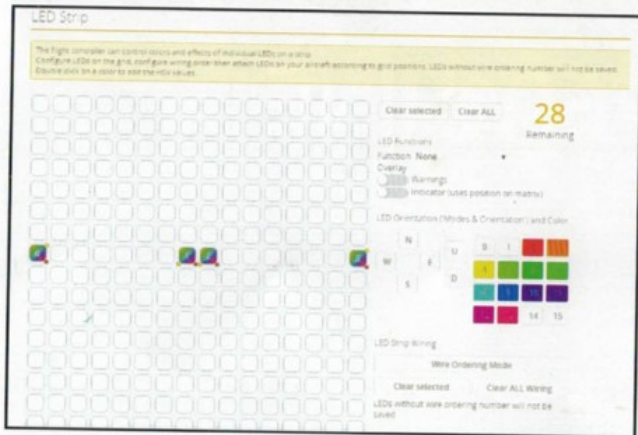 LED Strip
The flight controller can control colors and effects of individual LEDs on a strip.
Configure LEDs on the grid, configure wiring order then attach LEDs on your aircraft according to grid positions. LEDs without wire ordering number will not be saved.
Double click on a color to edit the HSV values.
Clear selected
Clear ALL
28
Remaining
LED Functions
Function None
Overlay
Warnings
Indicator (uses position on matrix)
LED Orientation (Modes & Orientation) and Color
N
W
E
S
U
D
0
1
4
14
15
LED Strip Wiring
Wire Ordering Mode
Clear selected
Clear ALL Wiring
LEDs without wire ordering number will not be
saved